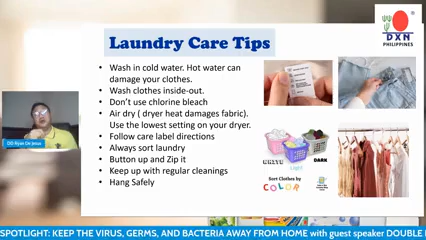 Laundry Care Tips
DXN
PHILIPPINES
• Wash in cold water. Hot water can
damage your clothes.
• Wash clothes inside-out.
• Don't use chlorine bleach
• Air dry ( dryer heat damages fabric).
Use the lowest setting on your dryer.
• Follow care label directions
• Always sort laundry
• Button up and Zip it
• Keep up with regular cleanings
• Hang Safely
WHITE
DARK
Light
Sort Clothes by
COLOR
SPOTLIGHT: KEEP THE VIRUS, GERMS, AND BACTERIA AWAY FROM HOME with guest speaker DOUBLE